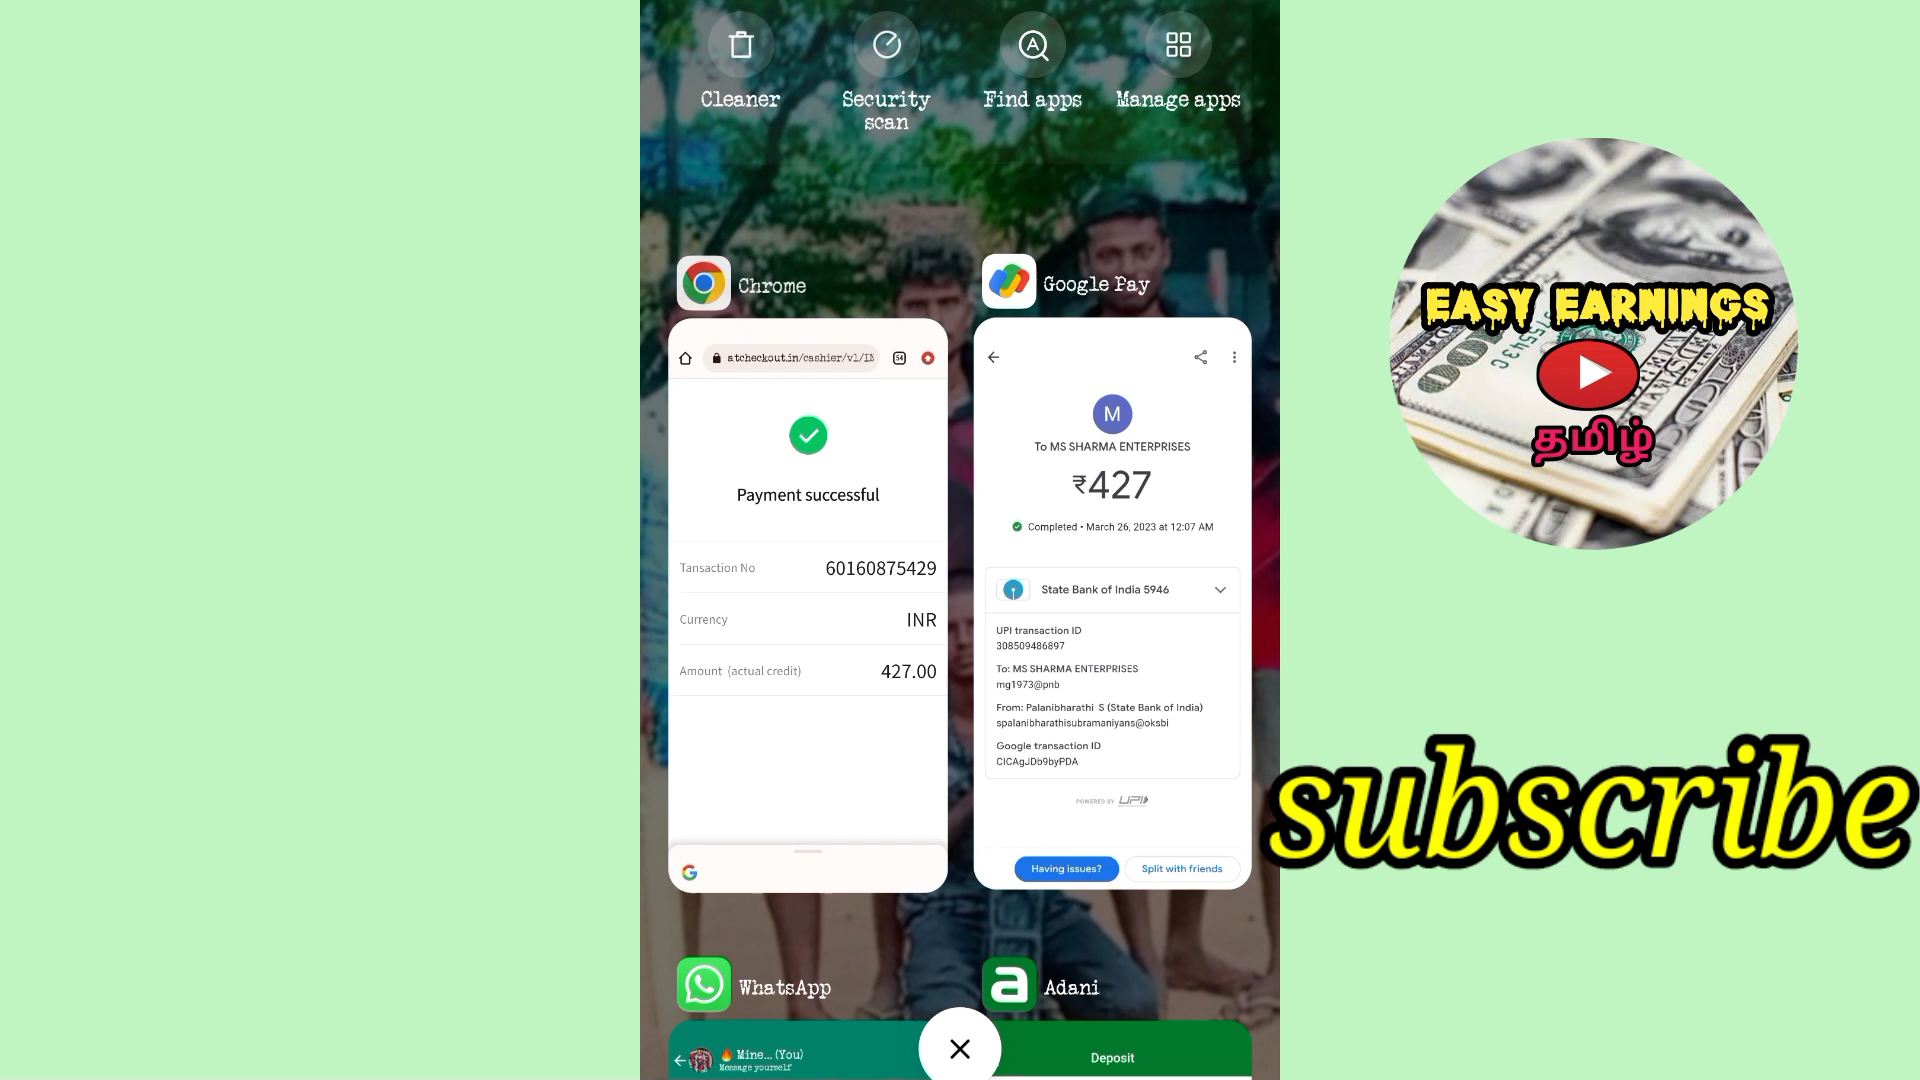 Cleaner
Security scan
Find apps
Manage apps
Chrome
Google Pay
atcheckout.in/cashier/v1/
54
Payment successful
Tansaction No 60160875429
Currency INR
Amount (actual credit) 427.00
M
To MS SHARMA ENTERPRISES
₹427
Completed • March 26, 2023 at 12:07 AM
State Bank of India 5946
UPI transaction ID
308509486897
To: MS SHARMA ENTERPRISES
mg1973@pnb
From: Palanibharathi S (State Bank of India)
spalanibharathisubramaniyans@oksbi
Google transaction ID
CICAgJDb9byPDA
POWERED BY UPI
Having issues?
Split with friends
WhatsApp
Adani
🔥 Mine... (You)
Message yourself
Deposit
EASY EARNINGS
தமிழ்
subscribe